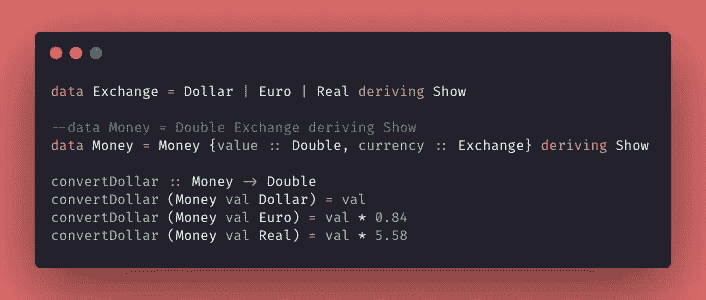 data Exchange = Dollar | Euro | Real deriving Show
--data Money = Double Exchange deriving Show
data Money = Money {value :: Double, currency :: Exchange} deriving Show
convertDollar :: Money -> Double
convertDollar (Money val Dollar) = val
convertDollar (Money val Euro) = val * 0.84
convertDollar (Money val Real) = val * 5.58